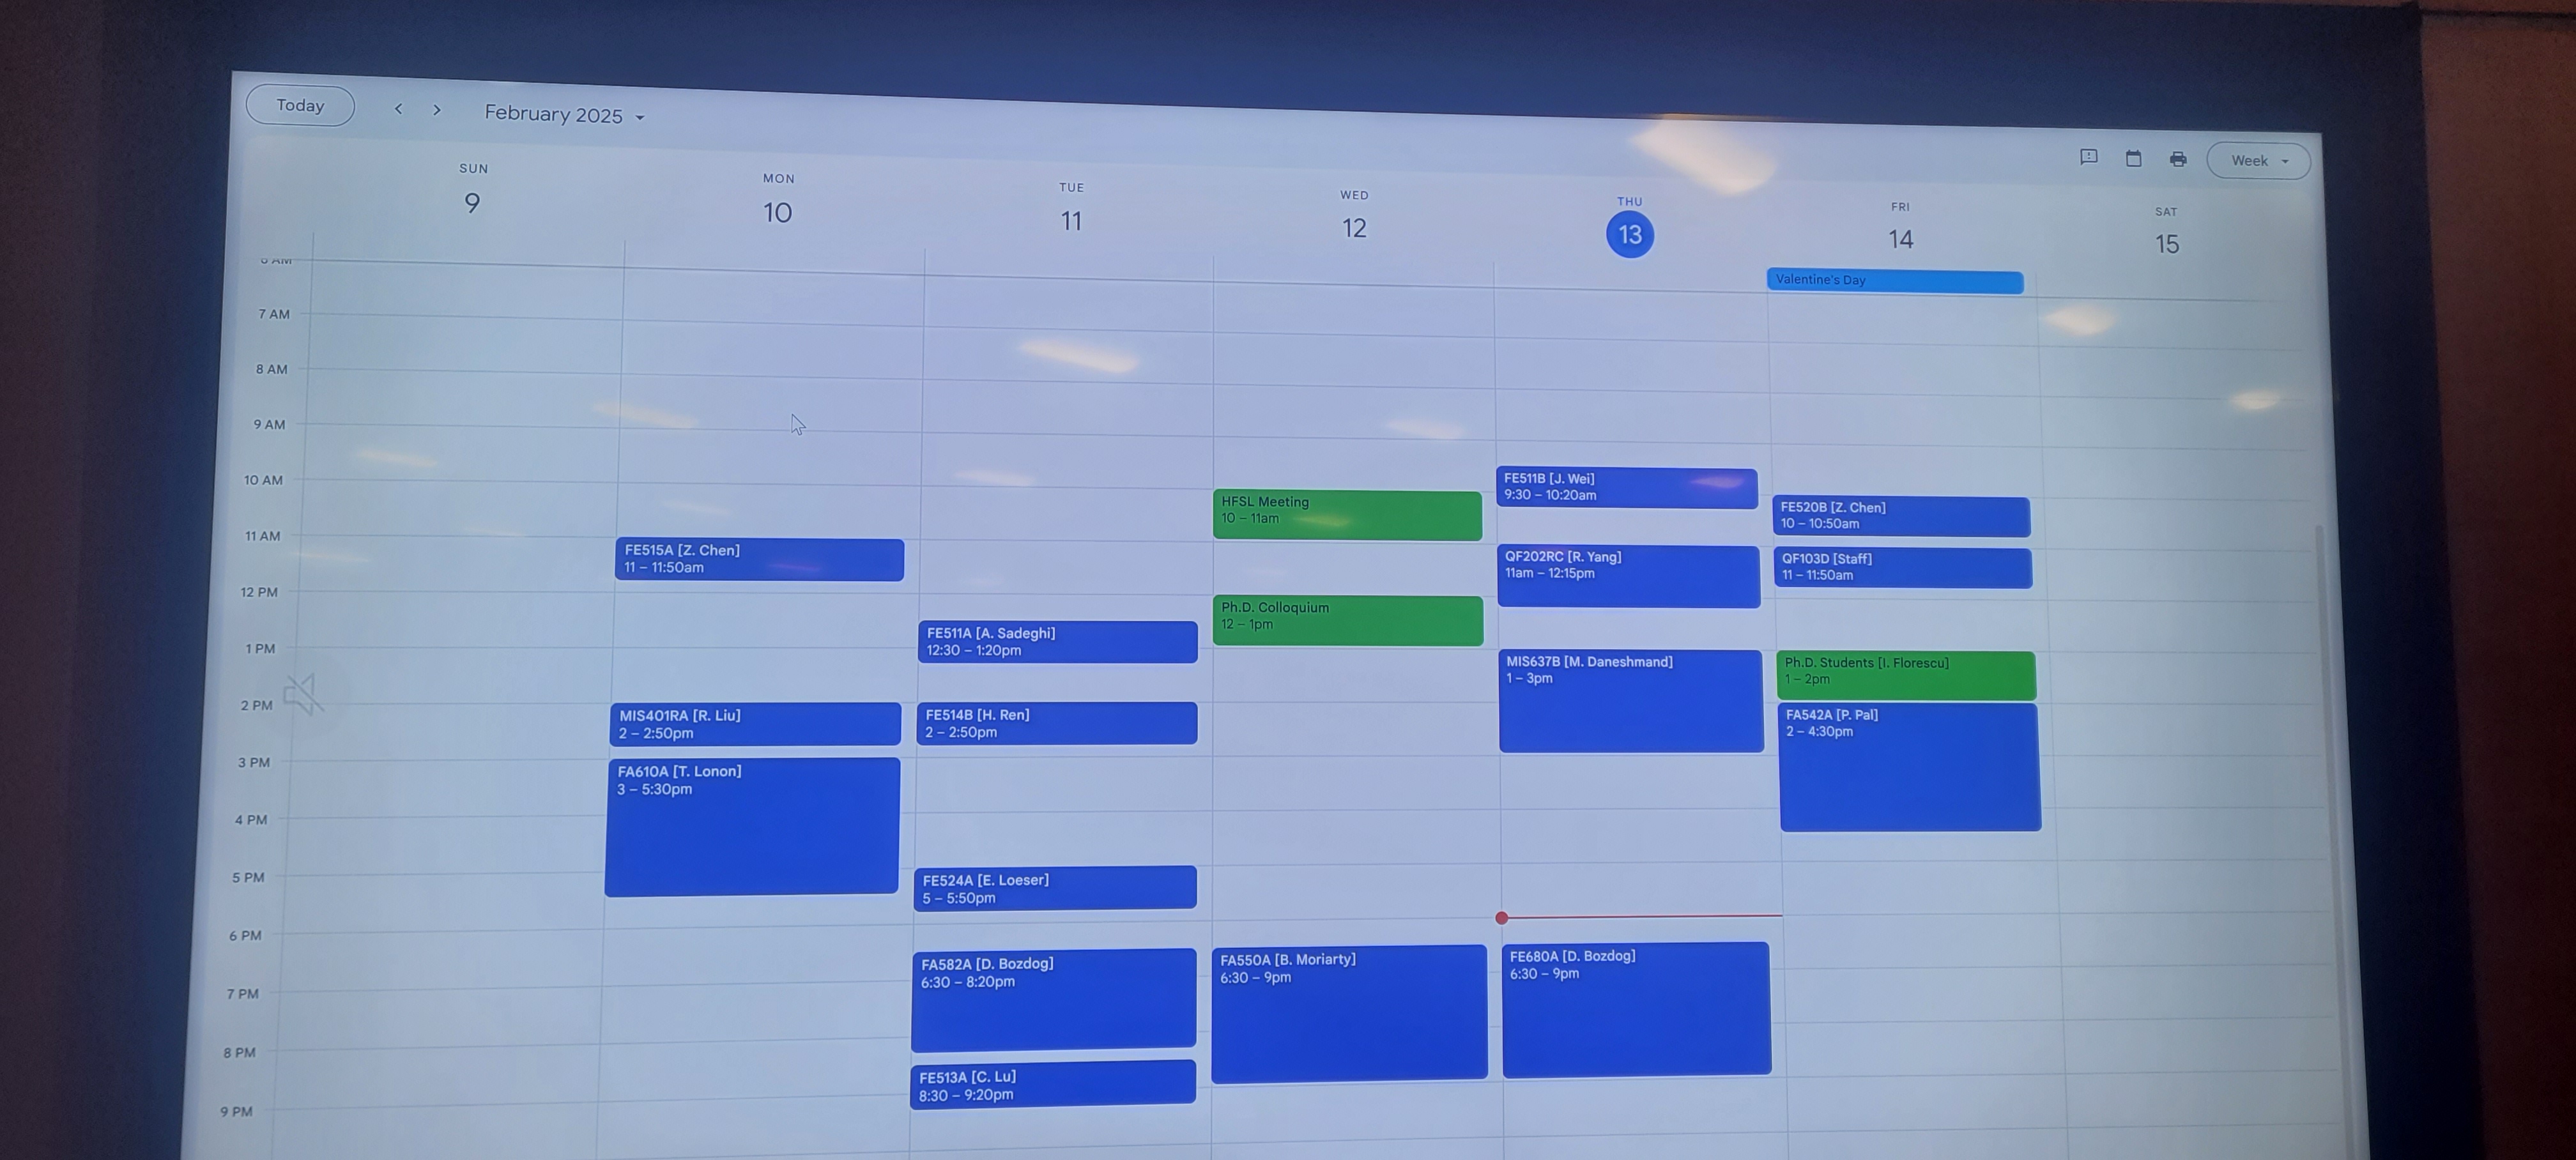 Today
February 2025
Week
SUN
9
MON
10
TUE
11
WED
12
THU
13
FRI
14
SAT
15
Valentine's Day
7 AM
8 AM
9 AM
10 AM
11 AM
12 PM
1 PM
2 PM
3 PM
4 PM
5 PM
6 PM
7 PM
8 PM
9 PM
FE515A [Z. Chen]
11 – 11:50am
MIS401RA [R. Liu]
2 – 2:50pm
FA610A [T. Lonon]
3 – 5:30pm
FE511A [A. Sadeghi]
12:30 – 1:20pm
FE514B [H. Ren]
2 – 2:50pm
FE524A [E. Loeser]
5 – 5:50pm
FA582A [D. Bozdog]
6:30 – 8:20pm
FE513A [C. Lu]
8:30 – 9:20pm
HFSL Meeting
10 – 11am
Ph.D. Colloquium
12 – 1pm
FA550A [B. Moriarty]
6:30 – 9pm
FE511B [J. Wei]
9:30 – 10:20am
QF202RC [R. Yang]
11am – 12:15pm
MIS637B [M. Daneshmand]
1 – 3pm
FE680A [D. Bozdog]
6:30 – 9pm
FE520B [Z. Chen]
10 – 10:50am
QF103D [Staff]
11 – 11:50am
Ph.D. Students [I. Florescu]
1 – 2pm
FA542A [P. Pal]
2 – 4:30pm